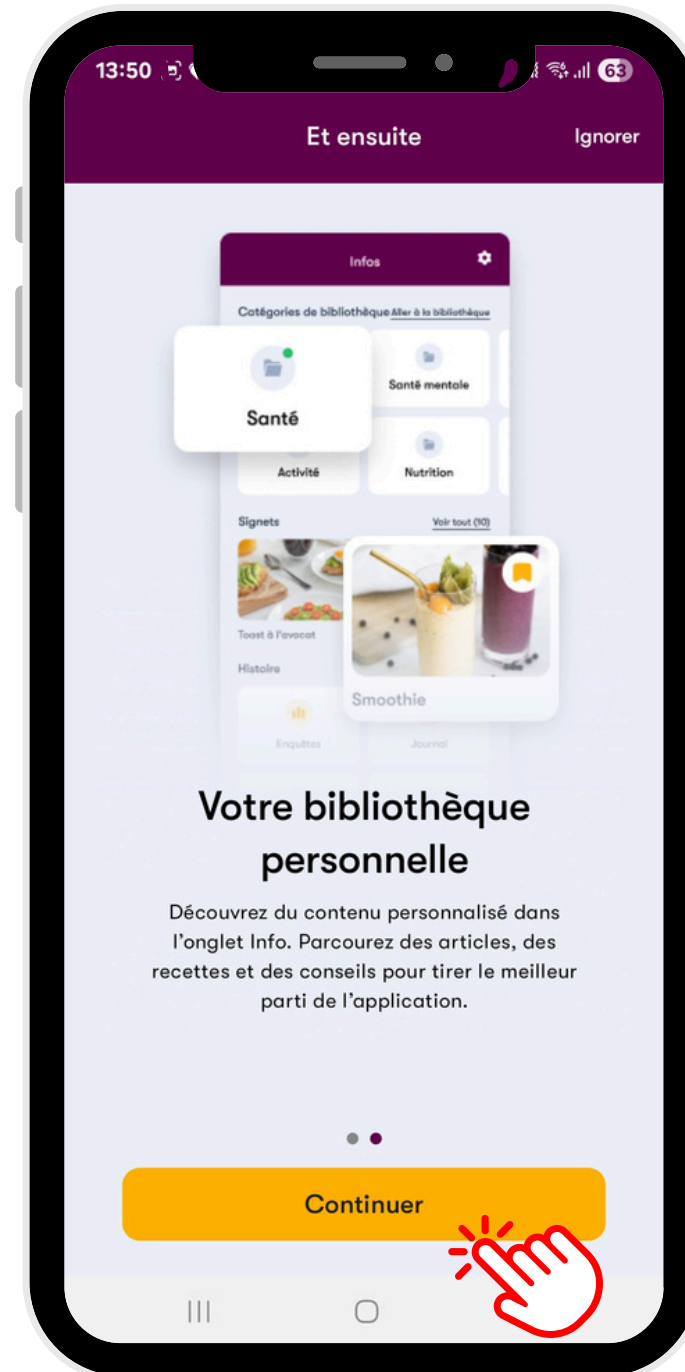 13:50
63
Et ensuite
Ignorer
Infos
Catégories de bibliothèque Aller à la bibliothèque
Santé
Santé mentale
Activité
Nutrition
Signets
Voir tout (10)
Toast à l'avocat
Smoothie
Histoire
Enquêtes
Journal
Votre bibliothèque
personnelle
Découvrez du contenu personnalisé dans
l'onglet Info. Parcourez des articles, des
recettes et des conseils pour tirer le meilleur
parti de l'application.
Continuer